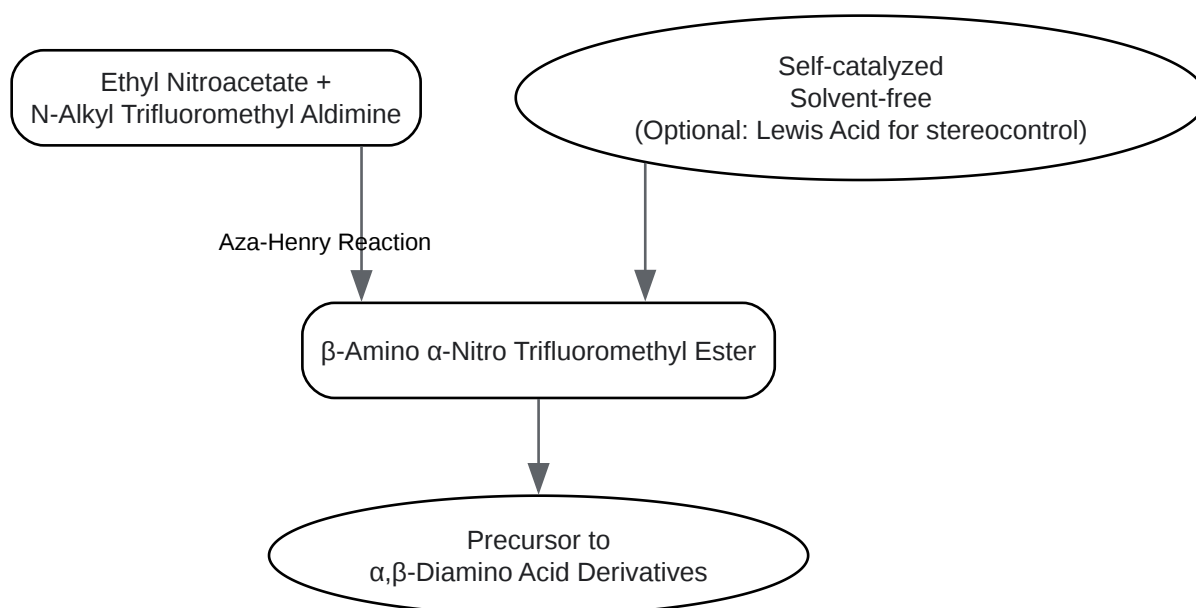 Ethyl Nitroacetate +
N-Alkyl Trifluoromethyl Aldimine
Self-catalyzed
Solvent-free
(Optional: Lewis Acid for stereocontrol)
Aza-Henry Reaction
β-Amino α-Nitro Trifluoromethyl Ester
Precursor to
α,β-Diamino Acid Derivatives